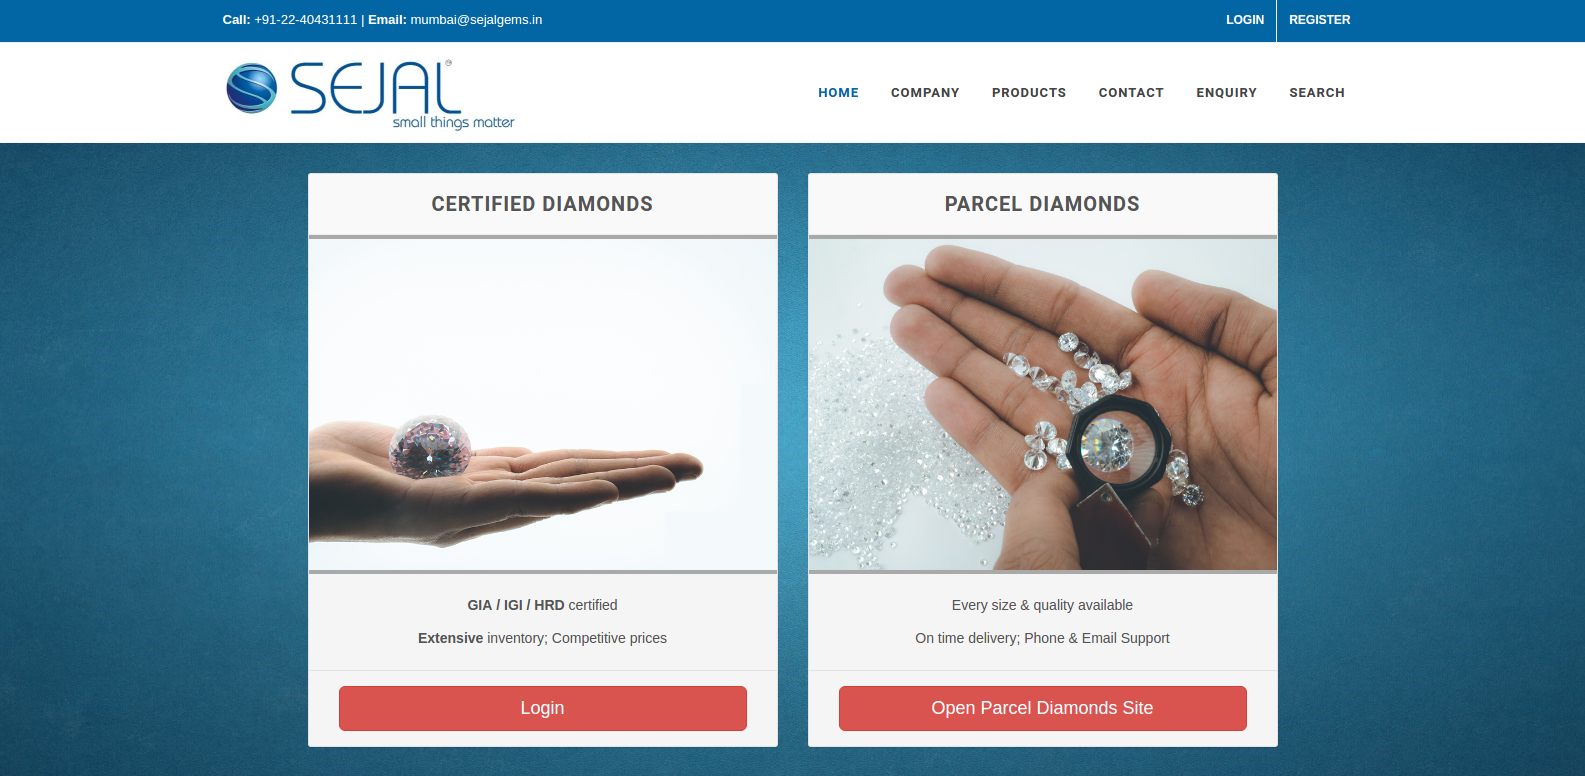 Call: +91-22-40431111 | Email: mumbai@sejalgems.in
LOGIN
REGISTER
SEJAL
small things matter
HOME
COMPANY
PRODUCTS
CONTACT
ENQUIRY
SEARCH
CERTIFIED DIAMONDS
GIA / IGI / HRD certified
Extensive inventory; Competitive prices
Login
PARCEL DIAMONDS
Every size & quality available
On time delivery; Phone & Email Support
Open Parcel Diamonds Site